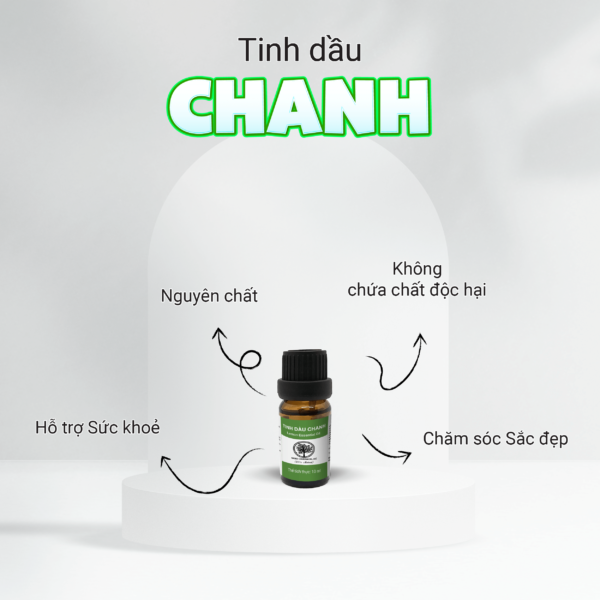 Tinh dầu
CHANH
Không
chứa chất độc hại
Nguyên chất
Hỗ trợ Sức khoẻ
Chăm sóc Sắc đẹp
TINH DẦU CHANH